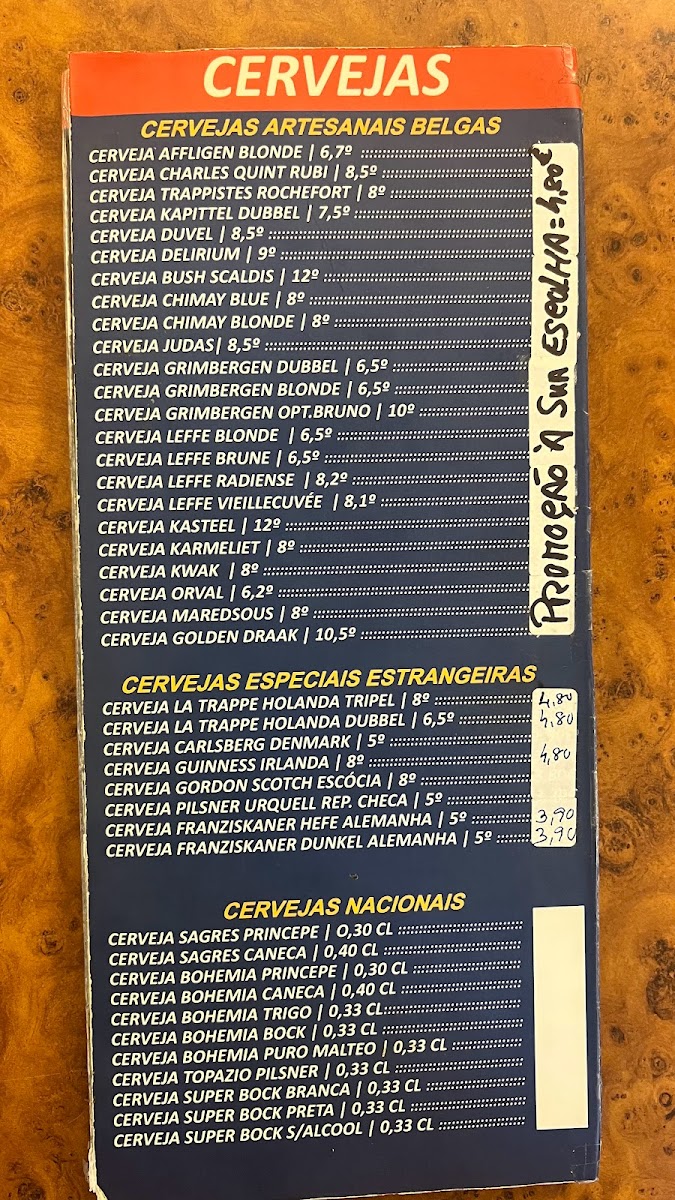 CERVEJAS
CERVEJAS ARTESANAIS BELGAS
CERVEJA AFFLIGEN BLONDE | 6,7º
CERVEJA CHARLES QUINT RUBI | 8,5º
CERVEJA TRAPPISTES ROCHEFORT | 8º
CERVEJA KAPITTEL DUBBEL | 7,5º
CERVEJA DUVEL | 8,5º
CERVEJA DELIRIUM | 9º
CERVEJA BUSH SCALDIS | 12º
CERVEJA CHIMAY BLUE | 8º
CERVEJA CHIMAY BLONDE | 8º
CERVEJA JUDAS| 8,5º
CERVEJA GRIMBERGEN DUBBEL | 6,5º
CERVEJA GRIMBERGEN BLONDE | 6,5º
CERVEJA GRIMBERGEN OPT.BRUNO | 10º
CERVEJA LEFFE BLONDE | 6,5º
CERVEJA LEFFE BRUNE | 6,5º
CERVEJA LEFFE RADIENSE | 8,2º
CERVEJA LEFFE VIEILLECUVÉE | 8,1º
CERVEJA KASTEEL | 12º
CERVEJA KARMELIET | 8º
CERVEJA KWAK | 8º
CERVEJA ORVAL | 6,2º
CERVEJA MAREDSOUS | 8º
CERVEJA GOLDEN DRAAK | 10,5º
PROMOÇÃO À SUA ESCOLHA = 4,80€
CERVEJAS ESPECIAIS ESTRANGEIRAS
CERVEJA LA TRAPPE HOLANDA TRIPEL | 8º 4,80
CERVEJA LA TRAPPE HOLANDA DUBBEL | 6,5º 4,80
CERVEJA CARLSBERG DENMARK | 5º
CERVEJA GUINNESS IRLANDA | 8º 4,80
CERVEJA GORDON SCOTCH ESCÓCIA | 8º
CERVEJA PILSNER URQUELL REP. CHECA | 5º
CERVEJA FRANZISKANER HEFE ALEMANHA | 5º 3,90
CERVEJA FRANZISKANER DUNKEL ALEMANHA | 5º 3,90
CERVEJAS NACIONAIS
CERVEJA SAGRES PRINCEPE | O,30 CL
CERVEJA SAGRES CANECA | 0,40 CL
CERVEJA BOHEMIA PRINCEPE | 0,30 CL
CERVEJA BOHEMIA CANECA | 0,40 CL
CERVEJA BOHEMIA TRIGO | 0,33 CL
CERVEJA BOHEMIA BOCK | 0,33 CL
CERVEJA BOHEMIA PURO MALTEO | 0,33 CL
CERVEJA TOPAZIO PILSNER | 0,33 CL
CERVEJA SUPER BOCK BRANCA | 0,33 CL
CERVEJA SUPER BOCK PRETA | 0,33 CL
CERVEJA SUPER BOCK S/ALCOOL | 0,33 CL